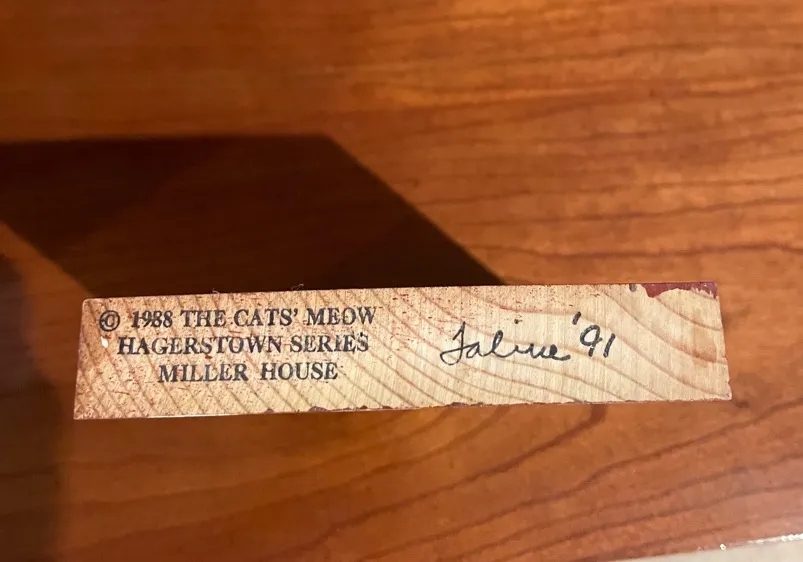 © 1988 THE CATS' MEOW
HAGERSTOWN SERIES
MILLER HOUSE
Faline '91